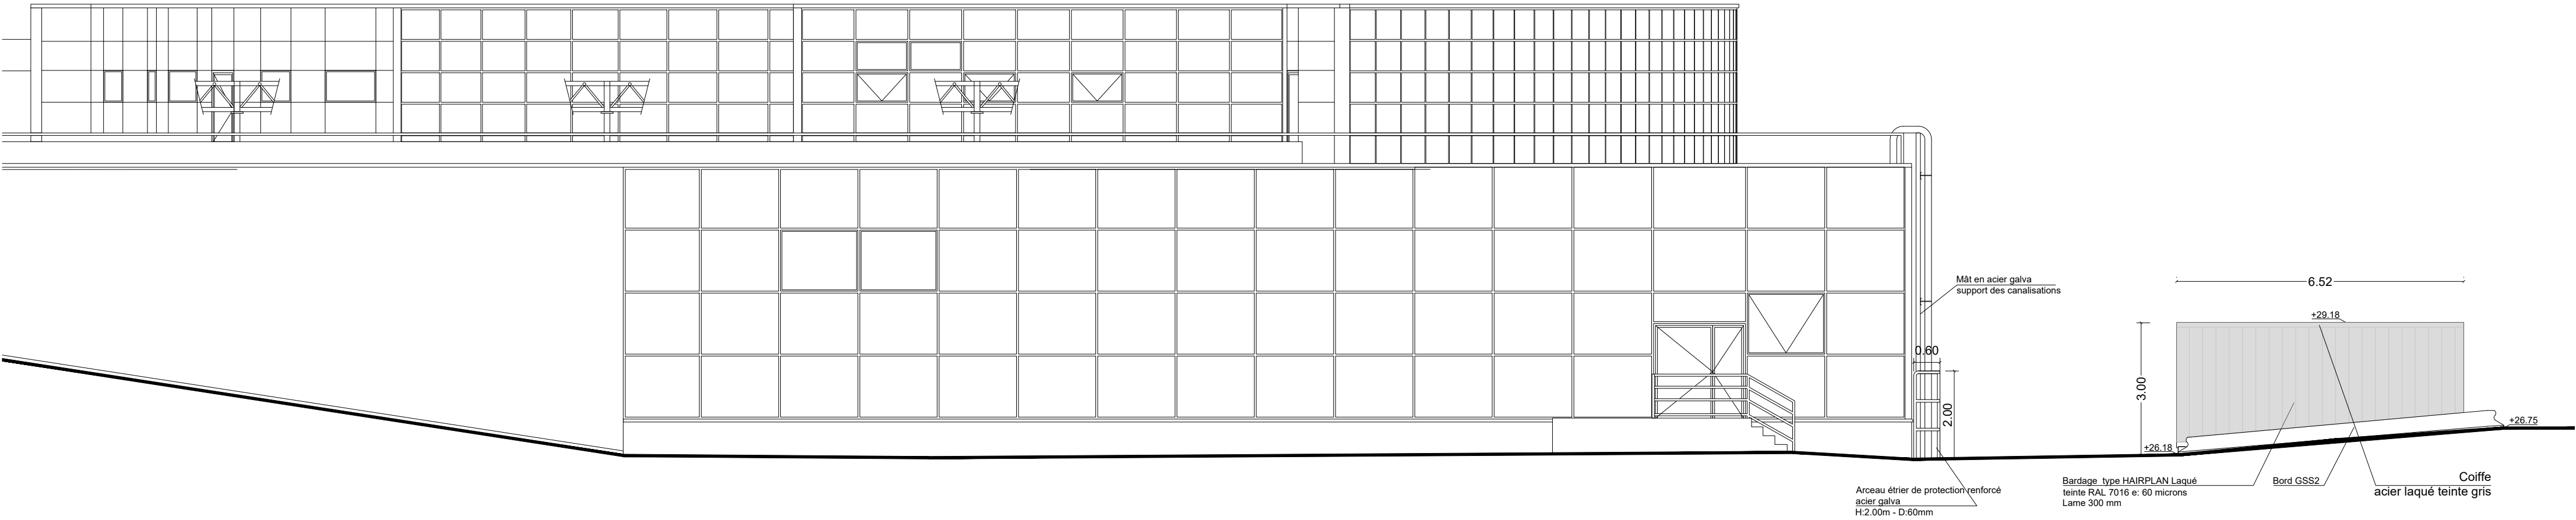 Mât en acier galva
support des canalisations
6.52
+29.18
0.60
3.00
2.00
+26.75
+26.18
Arceau étrier de protection renforcé
acier galva
H:2.00m - D:60mm
Bardage type HAIRPLAN Laqué
teinte RAL 7016 e: 60 microns
Lame 300 mm
Bord GSS2
Coiffe
acier laqué teinte gris